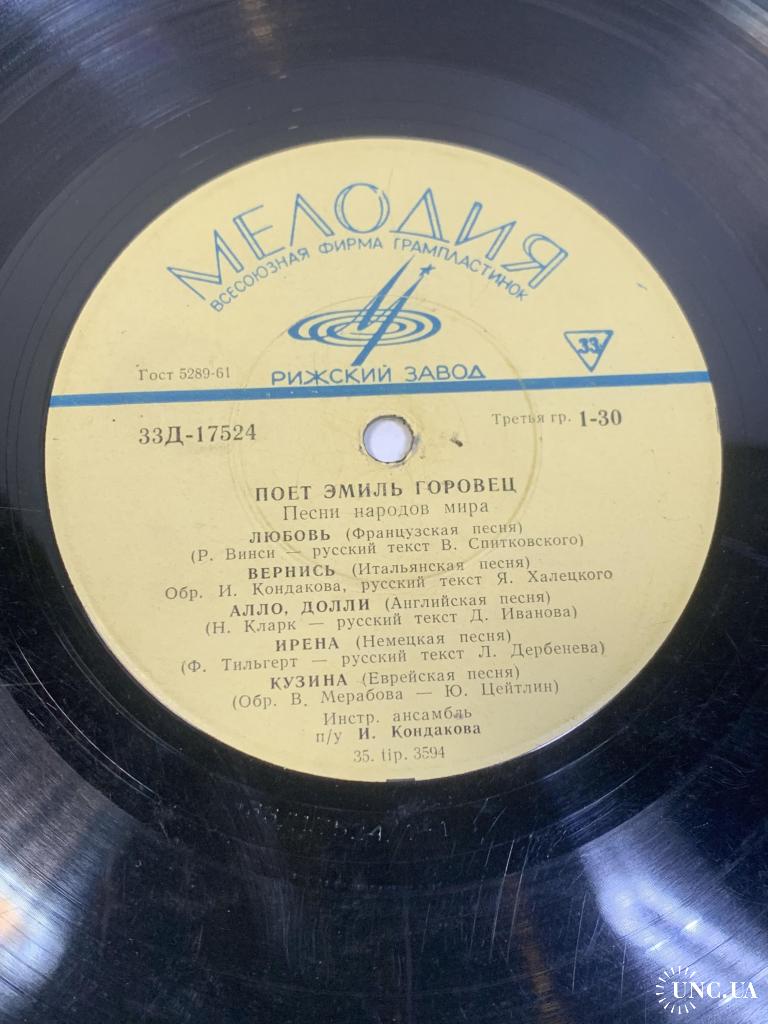 МЕЛОДИЯ
ВСЕСОЮЗНАЯ ФИРМА ГРАМПЛАСТИНОК
33
Гост 5289-61
РИЖСКИЙ ЗАВОД
33Д-17524
Третья гр. 1-30
ПОЕТ ЭМИЛЬ ГОРОВЕЦ
Песни народов мира
ЛЮБОВЬ (Французская песня)
(Р. Винси — русский текст В. Спитковского)
ВЕРНИСЬ (Итальянская песня)
Обр. И. Кондакова, русский текст Я. Халецкого
АЛЛО, ДОЛЛИ (Английская песня)
(Н. Кларк — русский текст Д. Иванова)
ИРЕНА (Немецкая песня)
(Ф. Тильгерт — русский текст Л. Дербенева)
КУЗИНА (Еврейская песня)
(Обр. В. Мерабова — Ю. Цейтлин)
Инстр. ансамбль
п/у И. Кондакова
35. tip. 3594
UNC.UA